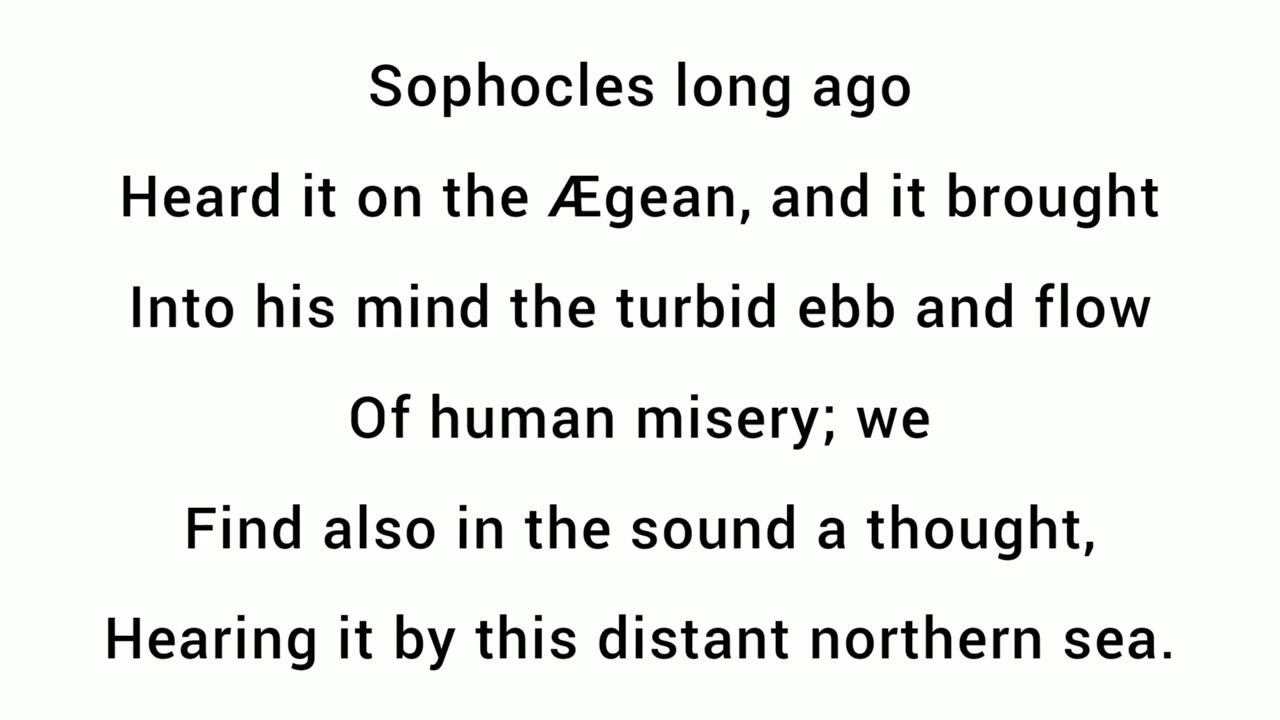 Sophocles long ago
Heard it on the Ægean, and it brought
Into his mind the turbid ebb and flow
Of human misery; we
Find also in the sound a thought,
Hearing it by this distant northern sea.